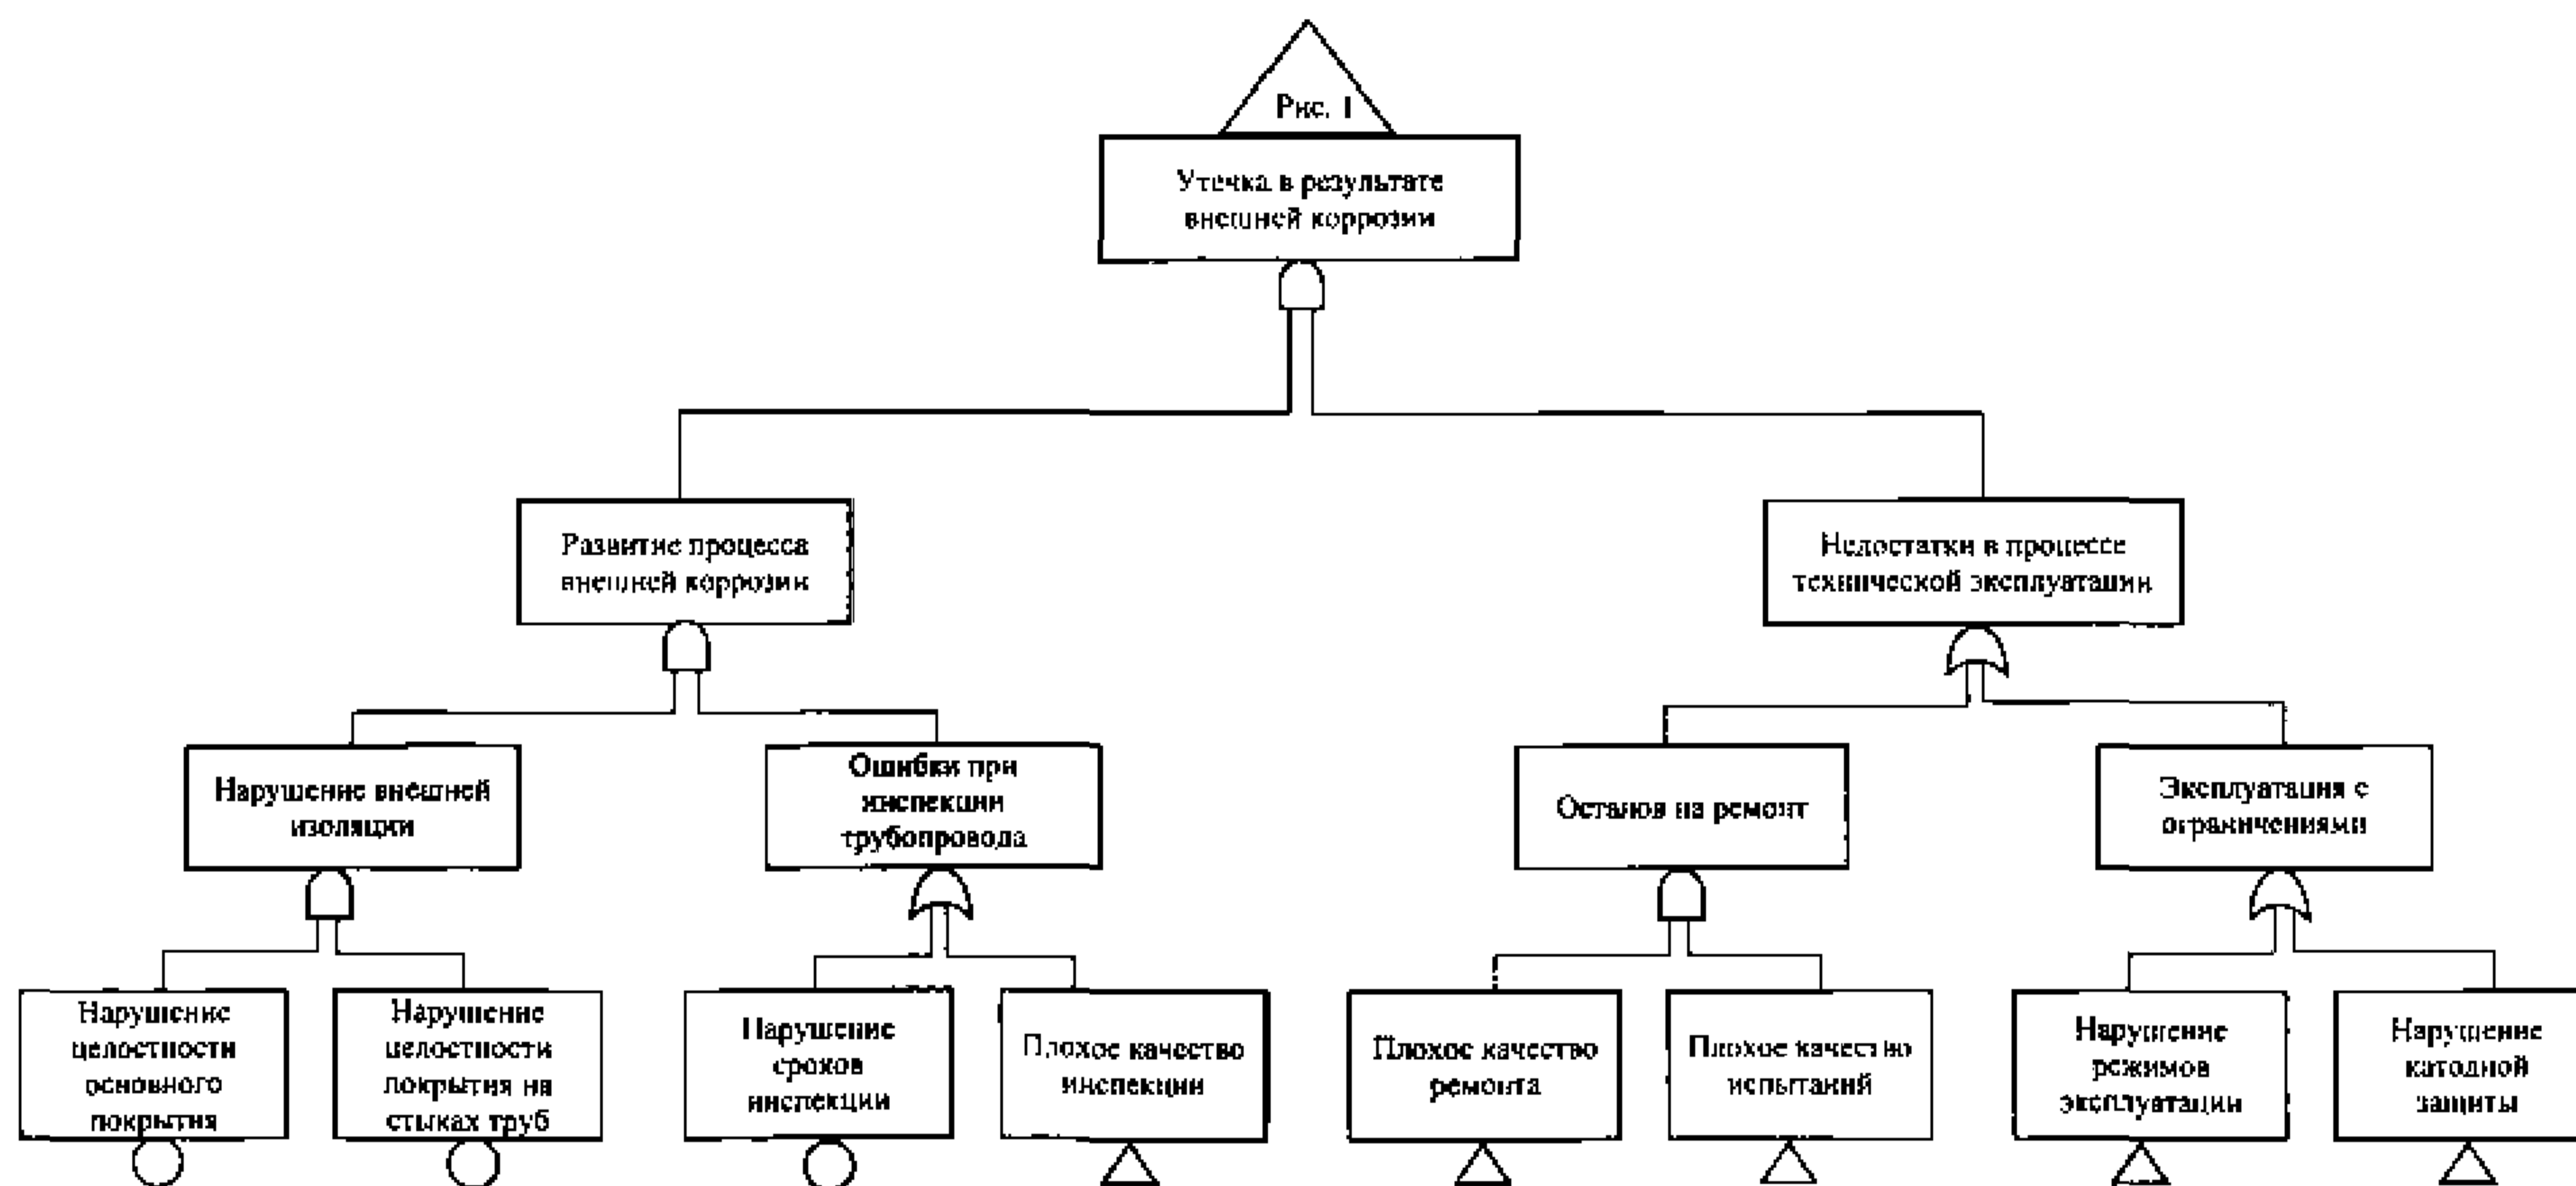 Рис. 1
Утечка в результате
внешней коррозии
Развитие процесса
внешней коррозии
Недостатки в процессе
технической эксплуатации
Нарушение внешней
изоляции
Ошибки при
инспекции
трубопровода
Останов на ремонт
Эксплуатация с
ограничениями
Нарушение
целостности
основного
покрытия
Нарушение
целостности
покрытия на
стыках труб
Нарушение
сроков
инспекции
Плохое качество
инспекции
Плохое качество
ремонта
Плохое качество
испытаний
Нарушение
режимов
эксплуатации
Нарушение
катодной
защиты